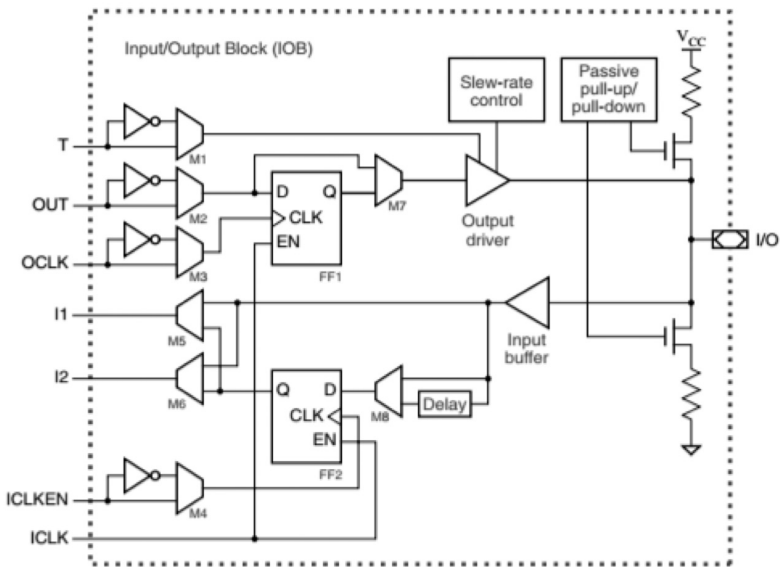 Input/Output Block (IOB)
VCC
Slew-rate
control
Passive
pull-up/
pull-down
T
M1
OUT
M2
D
Q
M7
CLK
Output
driver
EN
OCLK
M3
FF1
I/O
I1
M5
Input
buffer
I2
M6
Q
D
M8
Delay
CLK
EN
FF2
ICLKEN
M4
ICLK